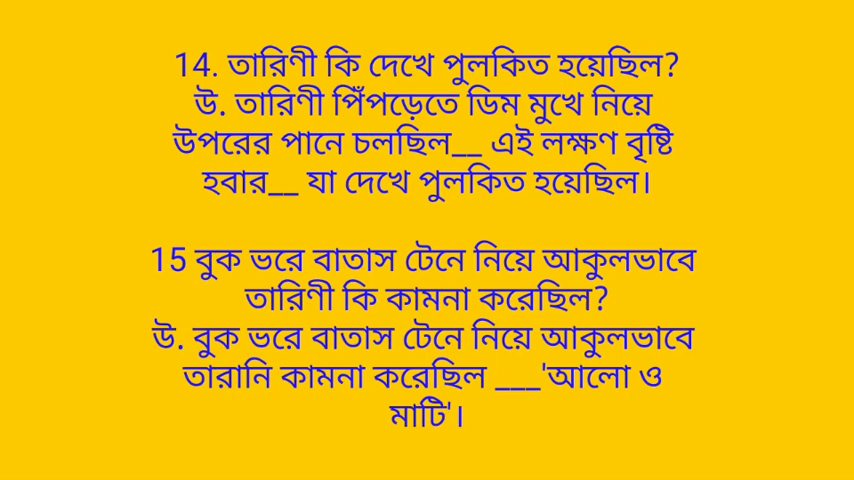 14. তারিণী কি দেখে পুলকিত হয়েছিল?
উ. তারিণী পিঁপড়েতে ডিম মুখে নিয়ে
উপরের পানে চলছিল__ এই লক্ষণ বৃষ্টি
হবার__ যা দেখে পুলকিত হয়েছিল।
15 বুক ভরে বাতাস টেনে নিয়ে আকুলভাবে
তারিণী কি কামনা করেছিল?
উ. বুক ভরে বাতাস টেনে নিয়ে আকুলভাবে
তারানি কামনা করেছিল ___'আলো ও
মাটি'।